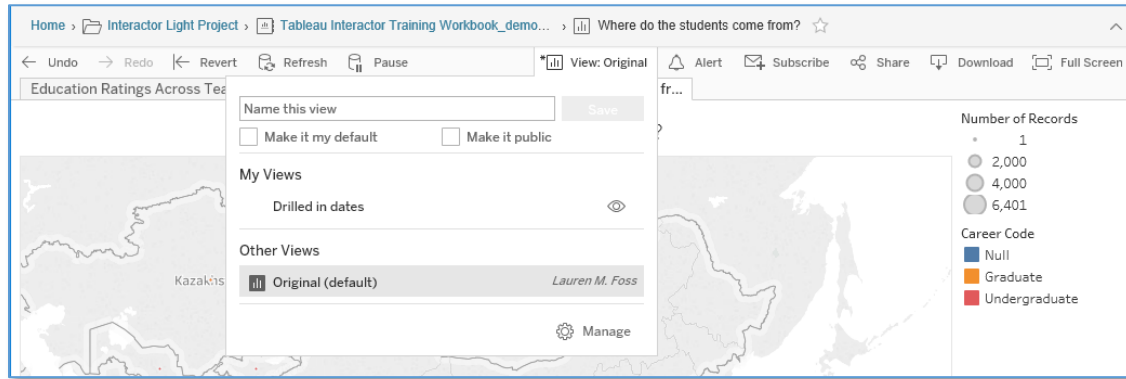 Home › Interactor Light Project › Tableau Interactor Training Workbook_demo... › Where do the students come from?
Undo Redo Revert Refresh Pause *View: Original Alert Subscribe Share Download Full Screen
Education Ratings Across Tea fr...
Name this view Save
Make it my default Make it public
?
My Views
Drilled in dates
Other Views
Original (default) Lauren M. Foss
Manage
Kazakhs
Number of Records
1
2,000
4,000
6,401
Career Code
Null
Graduate
Undergraduate